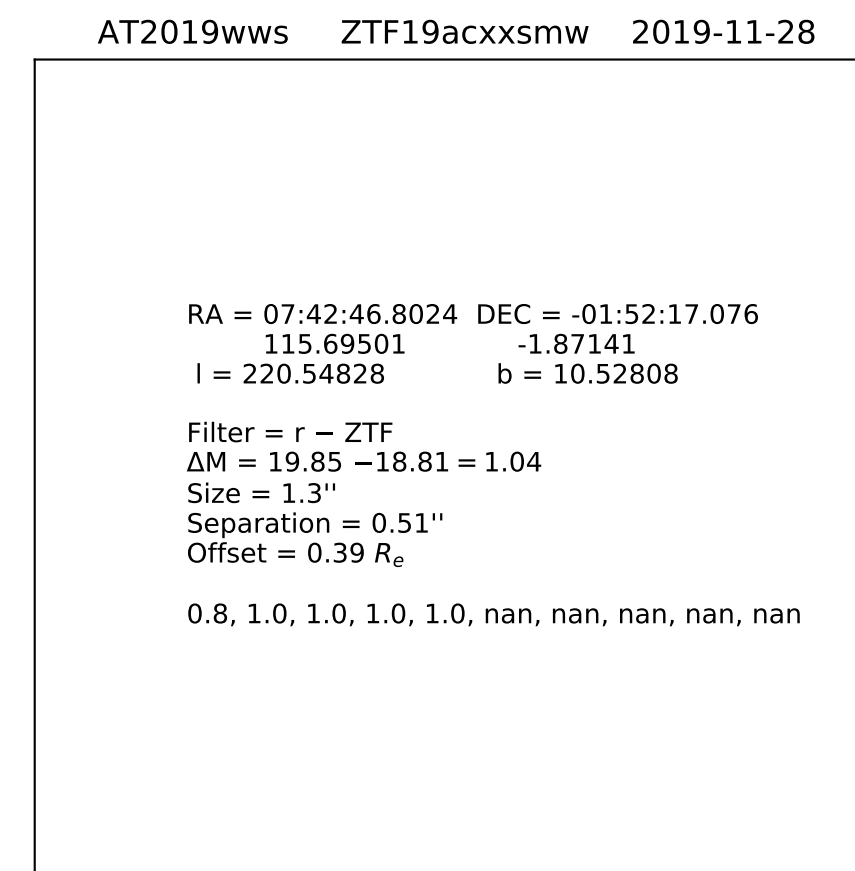 AT2019wws ZTF19acxxsmw 2019-11-28
RA = 07:42:46.8024 DEC = -01:52:17.076
115.69501 -1.87141
l = 220.54828 b = 10.52808
Filter = r − ZTF
ΔM = 19.85 −18.81 = 1.04
Size = 1.3''
Separation = 0.51''
Offset = 0.39 Rₑ
0.8, 1.0, 1.0, 1.0, 1.0, nan, nan, nan, nan, nan